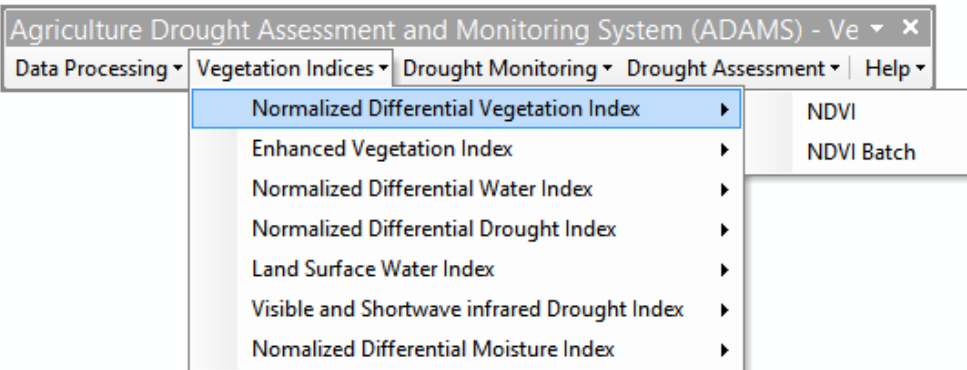 Agriculture Drought Assessment and Monitoring System (ADAMS) - Ve
Data Processing Vegetation Indices Drought Monitoring Drought Assessment Help
Normalized Differential Vegetation Index
NDVI
Enhanced Vegetation Index
NDVI Batch
Normalized Differential Water Index
Normalized Differential Drought Index
Land Surface Water Index
Visible and Shortwave infrared Drought Index
Nomalized Differential Moisture Index